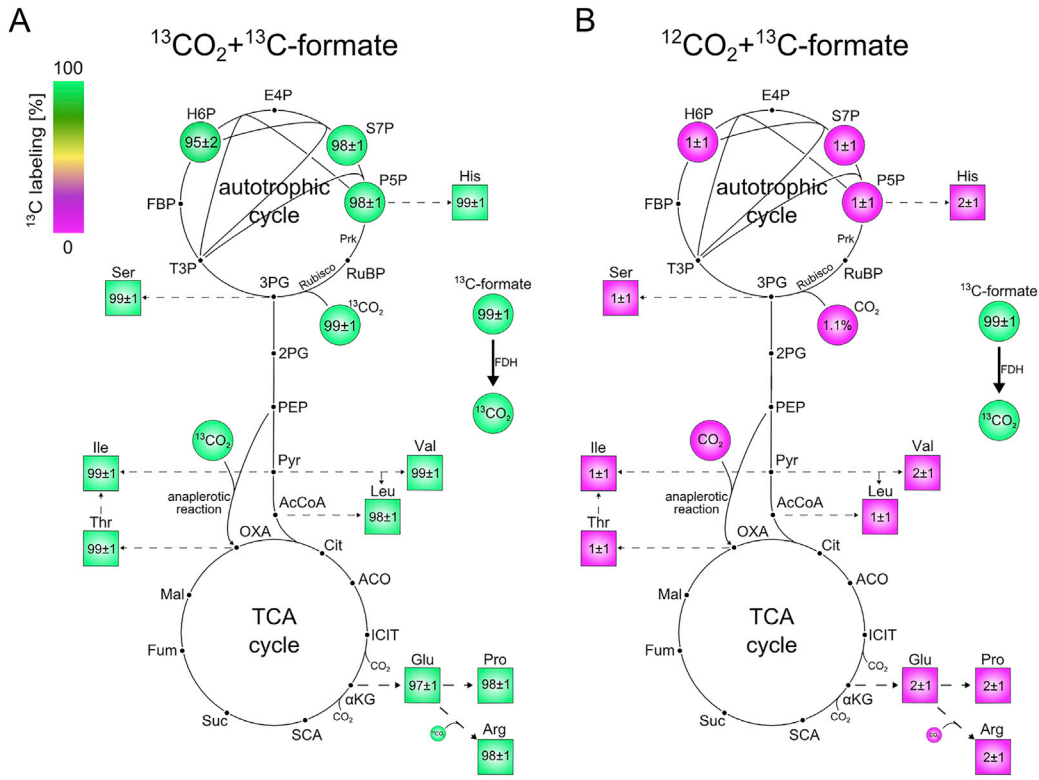 A
¹³CO₂+¹³C-formate
100
¹³C labeling [%]
0
E4P
H6P
95±2
S7P
98±1
autotrophic
cycle
P5P
98±1
His
99±1
FBP
Prk
T3P
RuBP
Rubisco
3PG
Ser
99±1
¹³CO₂
99±1
¹³C-formate
99±1
FDH
¹³CO₂
2PG
PEP
¹³CO₂
Ile
99±1
Val
99±1
Pyr
anaplerotic
reaction
Leu
98±1
AcCoA
Thr
99±1
OXA
Cit
ACO
Mal
TCA
cycle
ICIT
CO₂
Fum
Glu
97±1
Pro
98±1
αKG
CO₂
Suc
SCA
Arg
98±1
B
¹²CO₂+¹³C-formate
E4P
H6P
1±1
S7P
1±1
autotrophic
cycle
P5P
1±1
His
2±1
FBP
Prk
T3P
RuBP
Rubisco
3PG
Ser
1±1
CO₂
1.1%
¹³C-formate
99±1
FDH
¹³CO₂
2PG
PEP
CO₂
Ile
1±1
Val
2±1
Pyr
anaplerotic
reaction
Leu
1±1
AcCoA
Thr
1±1
OXA
Cit
ACO
Mal
TCA
cycle
ICIT
CO₂
Fum
Glu
2±1
Pro
2±1
αKG
CO₂
CO₂
Suc
SCA
Arg
2±1